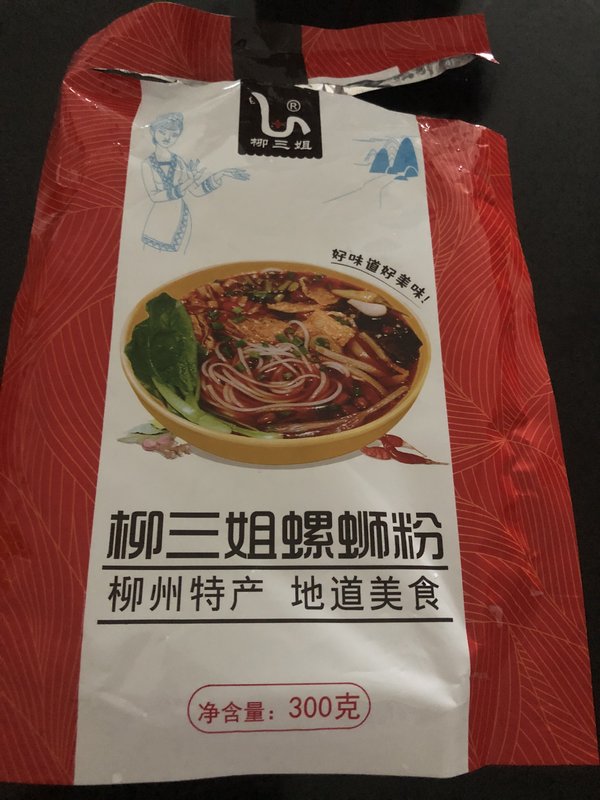 ®
柳三姐
好味道好美味!
柳三姐螺蛳粉
柳州特产 地道美食
净含量: 300克